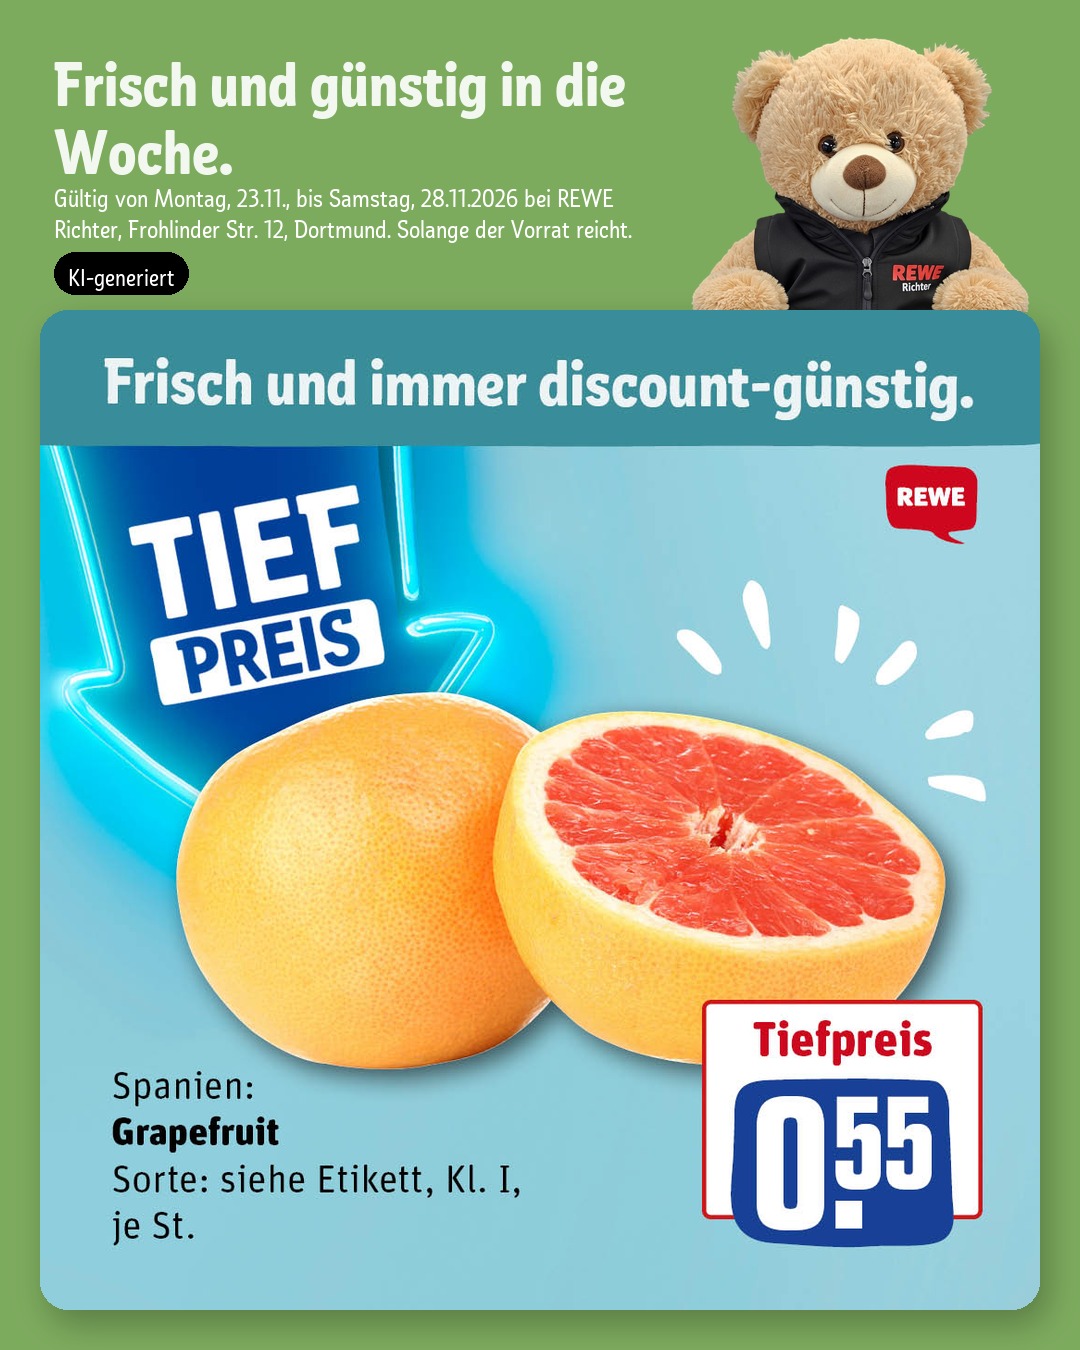 Frisch und günstig in die
Woche.
Gültig von Montag, 23.11., bis Samstag, 28.11.2026 bei REWE
Richter, Frohlinder Str. 12, Dortmund. Solange der Vorrat reicht.
KI-generiert
REWE
Richter
Frisch und immer discount-günstig.
TIEF
PREIS
REWE
Spanien:
Grapefruit
Sorte: siehe Etikett, Kl. I,
je St.
Tiefpreis
0.55